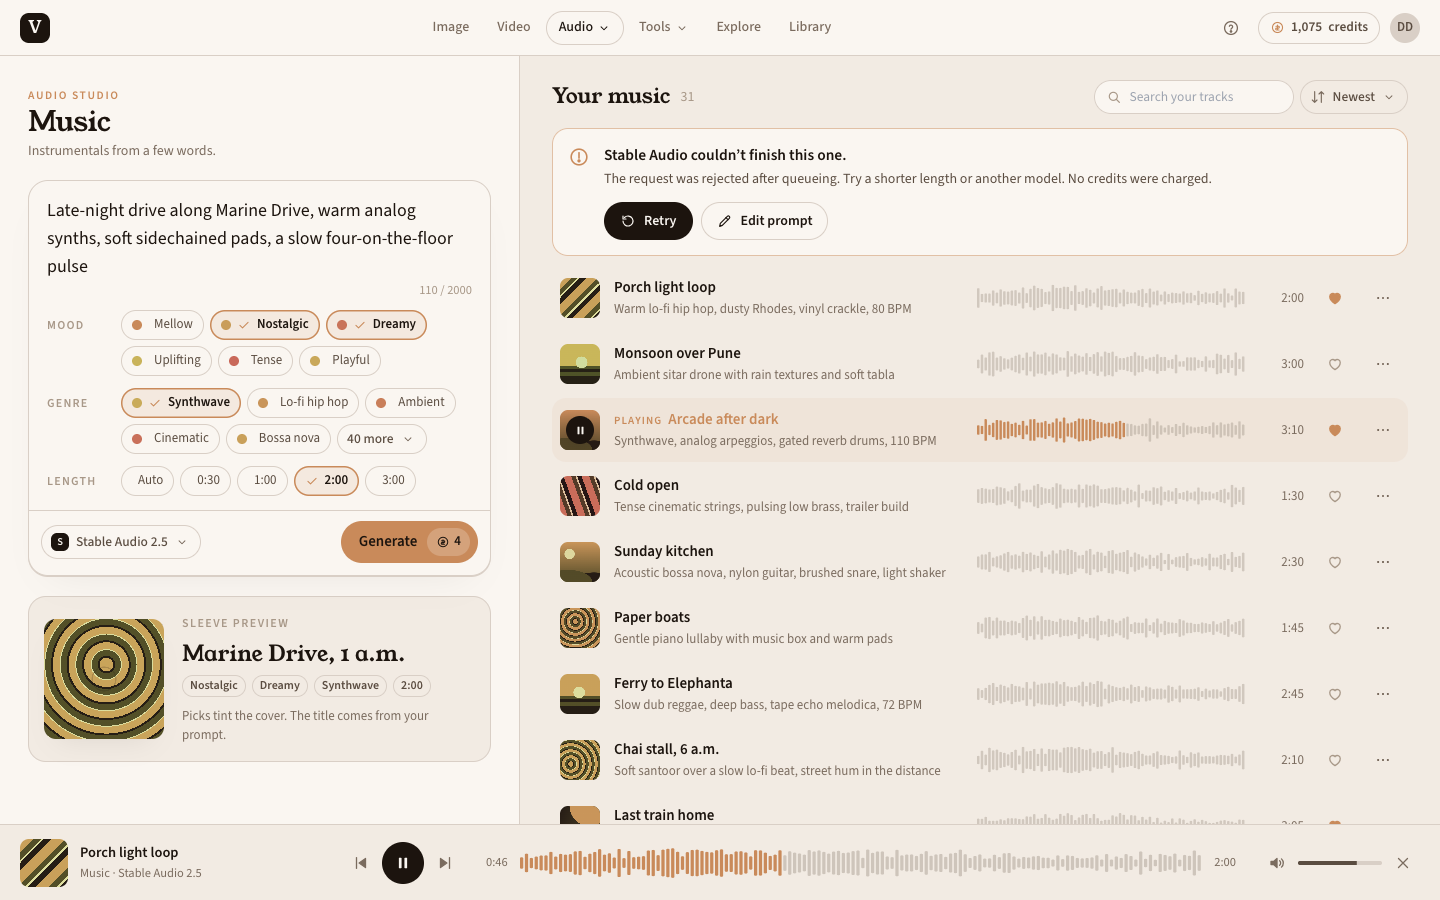 V
Image
Video
Audio
Tools
Explore
Library
1,075 credits
DD
AUDIO STUDIO
Music
Instrumentals from a few words.
Late-night drive along Marine Drive, warm analog
synths, soft sidechained pads, a slow four-on-the-floor
pulse
110 / 2000
MOOD
Mellow
Nostalgic
Dreamy
Uplifting
Tense
Playful
GENRE
Synthwave
Lo-fi hip hop
Ambient
Cinematic
Bossa nova
40 more
LENGTH
Auto
0:30
1:00
2:00
3:00
S
Stable Audio 2.5
Generate
4
SLEEVE PREVIEW
Marine Drive, 1 a.m.
Nostalgic
Dreamy
Synthwave
2:00
Picks tint the cover. The title comes from your
prompt.
Your music 31
Search your tracks
Newest
Stable Audio couldn’t finish this one.
The request was rejected after queueing. Try a shorter length or another model. No credits were charged.
Retry
Edit prompt
Porch light loop
Warm lo-fi hip hop, dusty Rhodes, vinyl crackle, 80 BPM
2:00
Monsoon over Pune
Ambient sitar drone with rain textures and soft tabla
3:00
PLAYING Arcade after dark
Synthwave, analog arpeggios, gated reverb drums, 110 BPM
3:10
Cold open
Tense cinematic strings, pulsing low brass, trailer build
1:30
Sunday kitchen
Acoustic bossa nova, nylon guitar, brushed snare, light shaker
2:30
Paper boats
Gentle piano lullaby with music box and warm pads
1:45
Ferry to Elephanta
Slow dub reggae, deep bass, tape echo melodica, 72 BPM
2:45
Chai stall, 6 a.m.
Soft santoor over a slow lo-fi beat, street hum in the distance
2:10
Last train home
Porch light loop
Music · Stable Audio 2.5
0:46
2:00